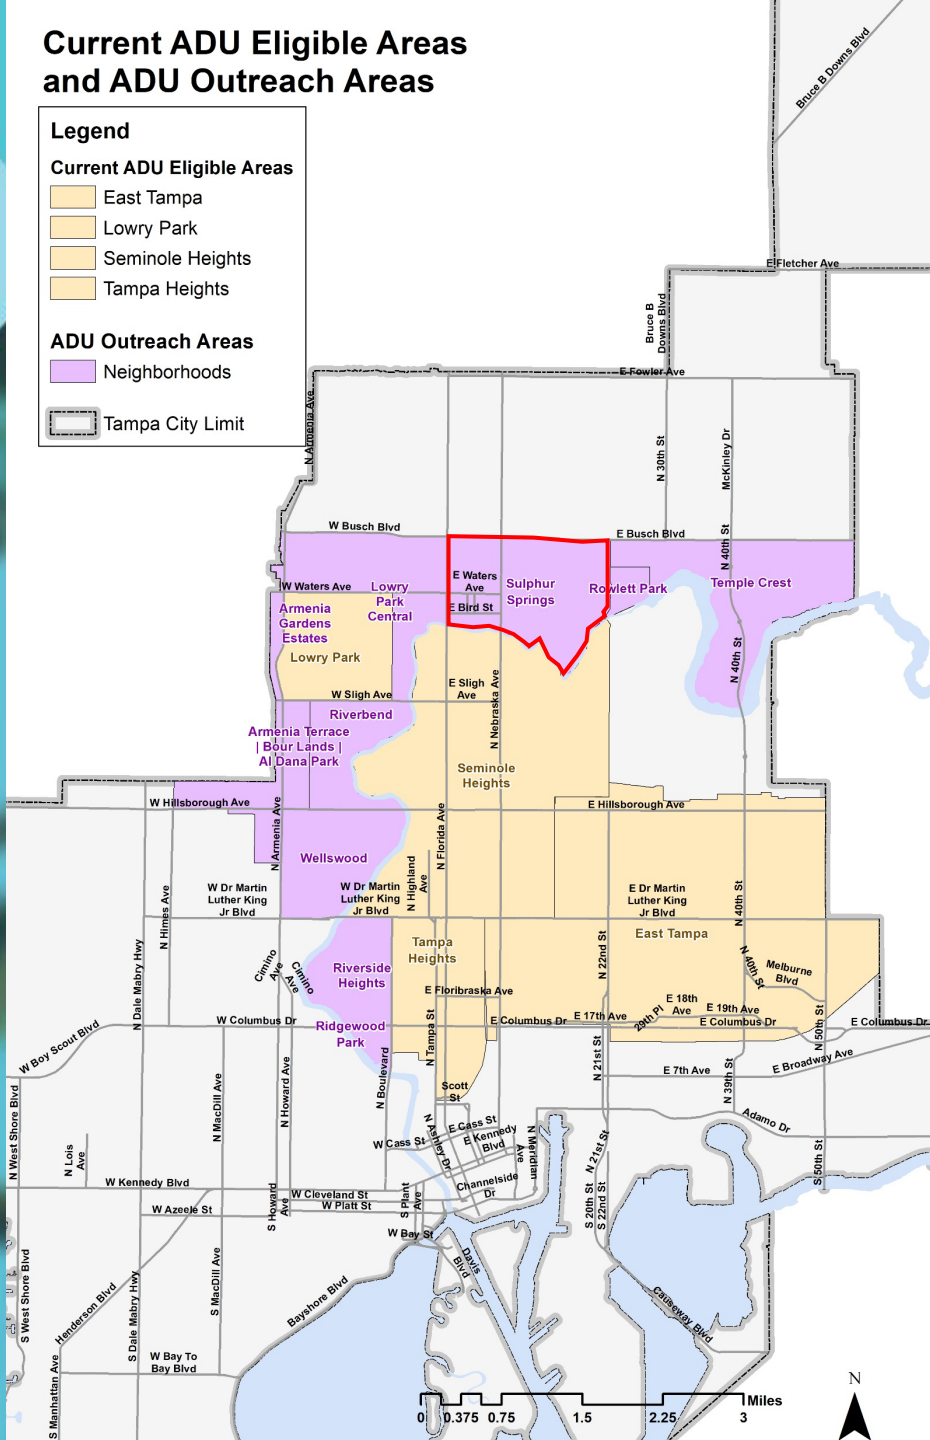 Current ADU Eligible Areas
and ADU Outreach Areas
Legend
Current ADU Eligible Areas
East Tampa
Lowry Park
Seminole Heights
Tampa Heights
ADU Outreach Areas
Neighborhoods
Tampa City Limit
Bruce B Downs Blvd
E Fletcher Ave
Bruce B
Downs Blvd
E Fowler Ave
N Armenia Ave
N 30th St
McKinley Dr
W Busch Blvd
E Busch Blvd
N 40th St
W Waters Ave
E Waters
Ave
E Bird St
Lowry
Park
Central
Sulphur
Springs
Rowlett Park
Temple Crest
Armenia
Gardens
Estates
Lowry Park
N 40th St
W Sligh Ave
E Sligh
Ave
N Nebraska Ave
Riverbend
Armenia Terrace
| Bour Lands |
Al Dana Park
Seminole
Heights
W Hillsborough Ave
E Hillsborough Ave
N Armenia Ave
N Florida Ave
Wellswood
N Highland
Ave
W Dr Martin
Luther King
Jr Blvd
W Dr Martin
Luther King
Jr Blvd
E Dr Martin
Luther King
Jr Blvd
N Himes Ave
N 40th St
N Dale Mabry Hwy
Tampa
Heights
East Tampa
N 22nd St
Cimino
Ave
Cimino
Ave
Riverside
Heights
N 40th St
Melburne
Blvd
E Floribraska Ave
W Columbus Dr
Ridgewood
Park
N Tampa St
E Columbus Dr
E 17th Ave
29th Pl
E 18th
Ave
E 19th Ave
E Columbus Dr
N 50th St
E Columbus Dr
W Boy Scout Blvd
N 21st St
E 7th Ave
E Broadway Ave
N 39th St
N West Shore Blvd
N Lois
Ave
N MacDill Ave
N Howard Ave
N Boulevard
Scott
St
N Ashley Dr
E Cass St
E Kennedy
Blvd
N Meridian
Ave
W Cass St
Adamo Dr
N 21st St
S 50th St
W Kennedy Blvd
Channelside
Dr
W Cleveland St
W Platt St
W Azeele St
S Howard
Ave
S Plant
Ave
S 20th St
S 22nd St
W Bay St
Davis
Blvd
S West Shore Blvd
Henderson Blvd
S Dale Mabry Hwy
S MacDill Ave
Bayshore Blvd
Causeway Blvd
W Bay To
Bay Blvd
S Manhattan Ave
N
Miles
0 0.375 0.75 1.5 2.25 3